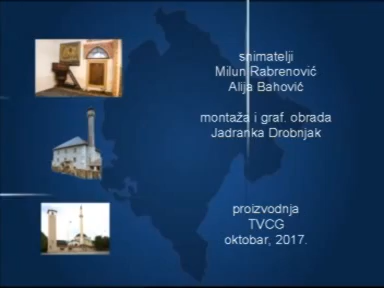 snimatelji
Milun Rabrenović
Alija Bahović
montaža i graf. obrada
Jadranka Drobnjak
proizvodnja
TVCG
oktobar, 2017.